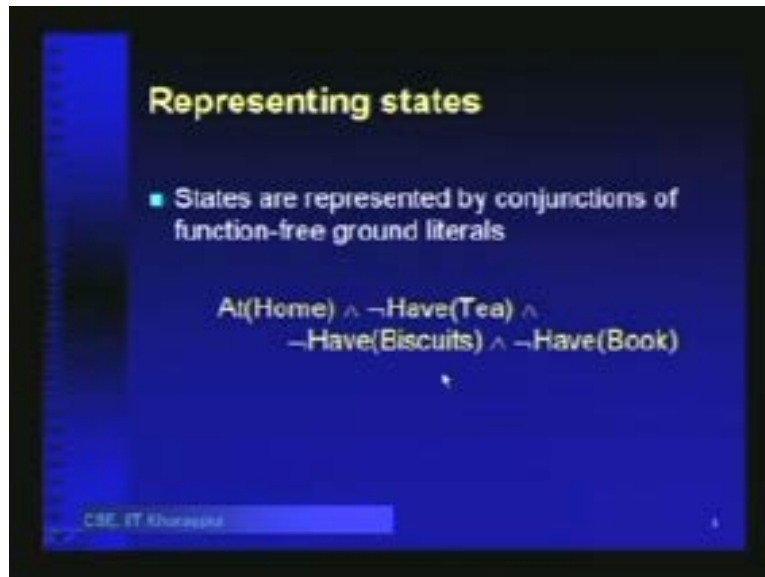 Representing states
■ States are represented by conjunctions of
function-free ground literals
At(Home) ∧ ¬Have(Tea) ∧
¬Have(Biscuits) ∧ ¬Have(Book)
CSE, IIT Kharagpur